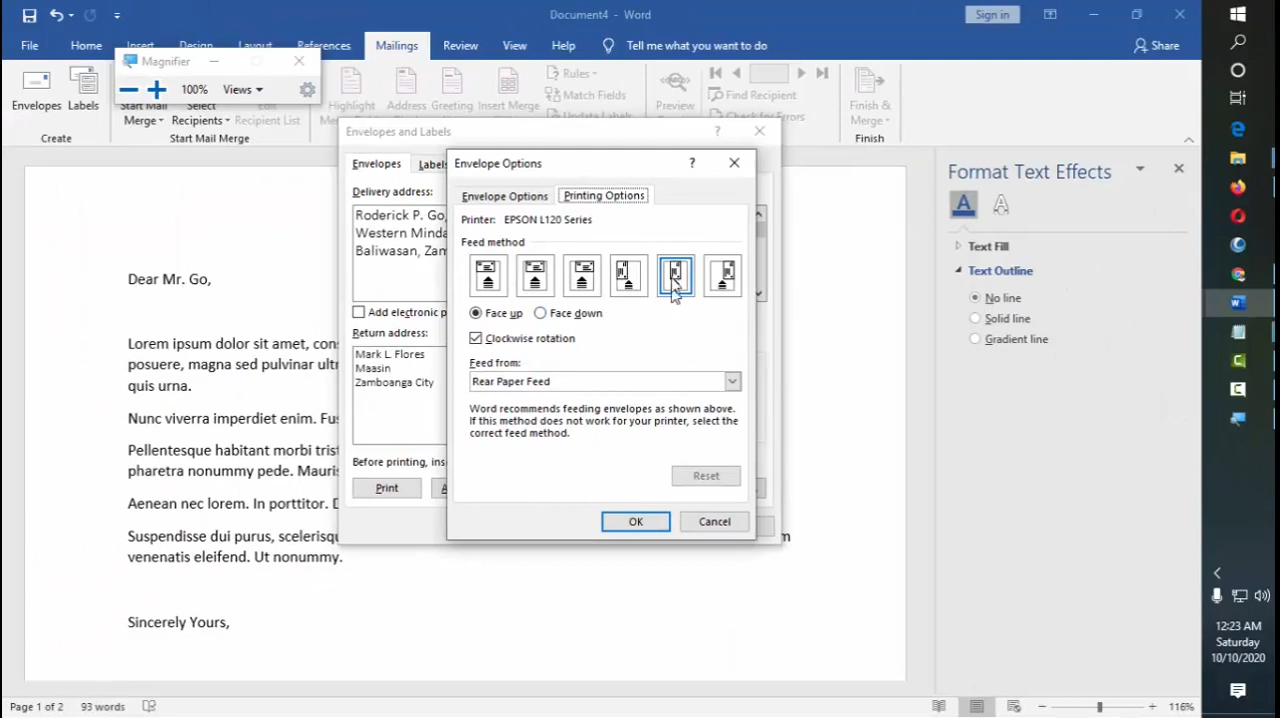 Document4 - Word
Sign in
File Home Insert Design Layout References Mailings Review View Help Tell me what you want to do Share
Magnifier
100% Views
Envelopes Labels
Start Mail Merge
Select Recipients
Recipient List
Highlight
Address
Greeting
Insert Merge
Rules
Match Fields
Update Labels
Preview
Find Recipient
Check for Errors
Finish & Merge
Create
Start Mail Merge
Finish
Envelopes and Labels
Envelopes Labels
Delivery address:
Roderick P. Go,
Western Minda
Baliwasan, Zam
Add electronic p
Return address:
Mark L. Flores
Maasin
Zamboanga City
Before printing, ins
Print
Envelope Options
Envelope Options Printing Options
Printer: EPSON L120 Series
Feed method
Face up Face down
Clockwise rotation
Feed from:
Rear Paper Feed
Word recommends feeding envelopes as shown above.
If this method does not work for your printer, select the
correct feed method.
Reset
OK Cancel
Dear Mr. Go,
Lorem ipsum dolor sit amet, cons
posuere, magna sed pulvinar ultr
quis urna.
Nunc viverra imperdiet enim. Fus
Pellentesque habitant morbi trist
pharetra nonummy pede. Mauris
Aenean nec lorem. In porttitor. D
Suspendisse dui purus, scelerisqu m
venenatis eleifend. Ut nonummy.
Sincerely Yours,
Format Text Effects
Text Fill
Text Outline
No line
Solid line
Gradient line
12:23 AM
Saturday
10/10/2020
Page 1 of 2 93 words
116%